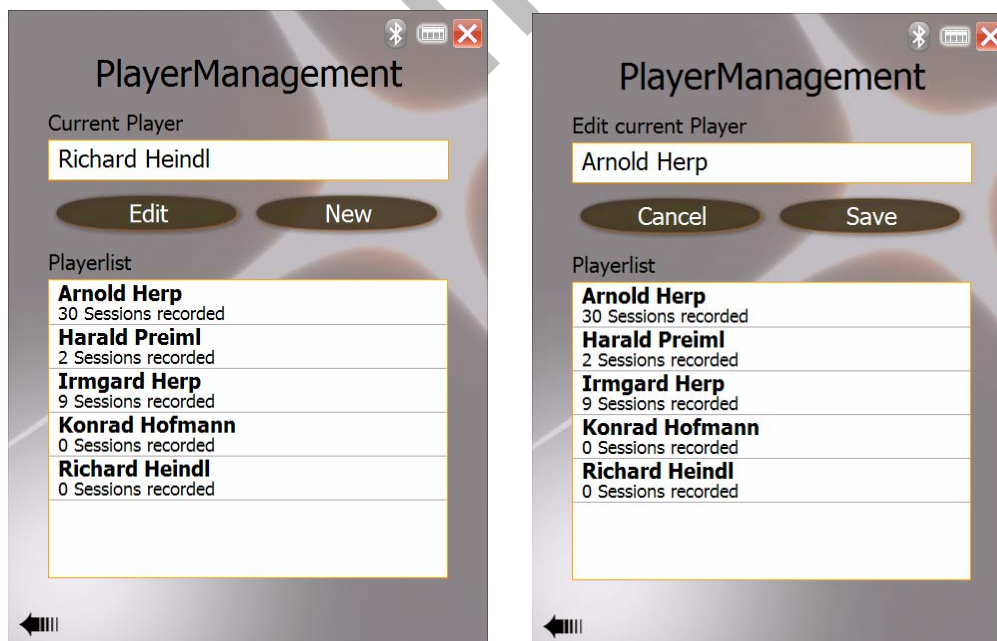 PlayerManagement
Current Player
Richard Heindl
Edit New
Playerlist
Arnold Herp
30 Sessions recorded
Harald Preiml
2 Sessions recorded
Irmgard Herp
9 Sessions recorded
Konrad Hofmann
0 Sessions recorded
Richard Heindl
0 Sessions recorded
PlayerManagement
Edit current Player
Arnold Herp
Cancel Save
Playerlist
Arnold Herp
30 Sessions recorded
Harald Preiml
2 Sessions recorded
Irmgard Herp
9 Sessions recorded
Konrad Hofmann
0 Sessions recorded
Richard Heindl
0 Sessions recorded